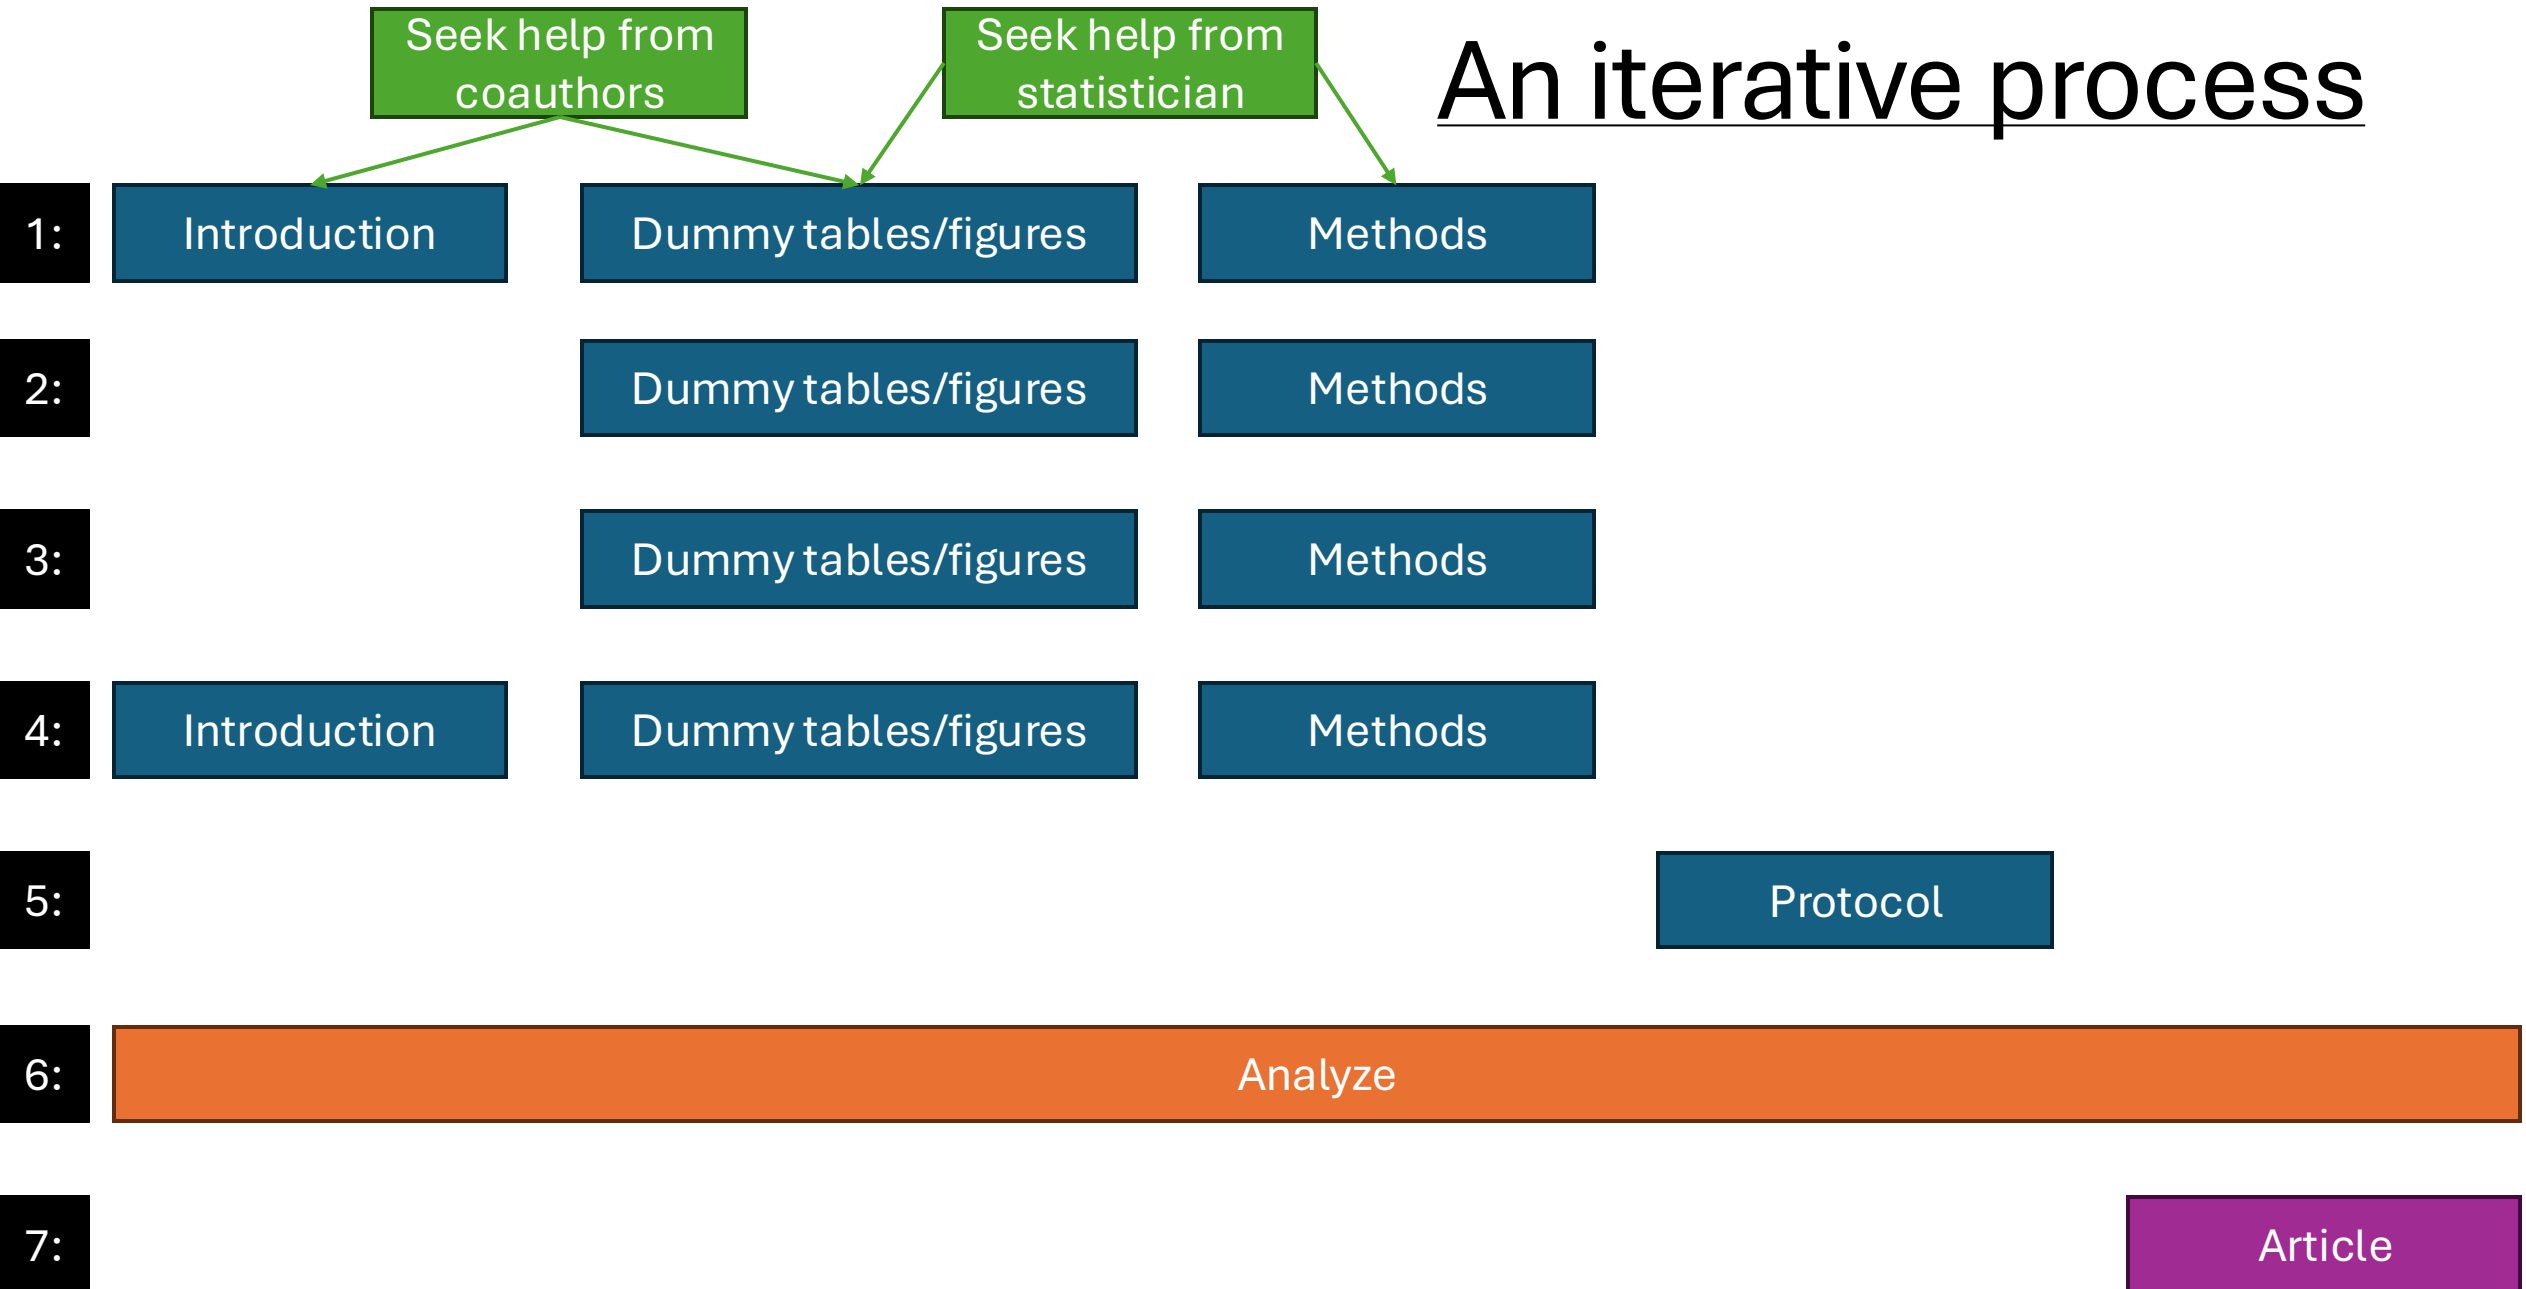 Seek help from
coauthors
Seek help from
statistician
An iterative process
1:
Introduction
Dummy tables/figures
Methods
2:
Dummy tables/figures
Methods
3:
Dummy tables/figures
Methods
4:
Introduction
Dummy tables/figures
Methods
5:
Protocol
6:
Analyze
7:
Article